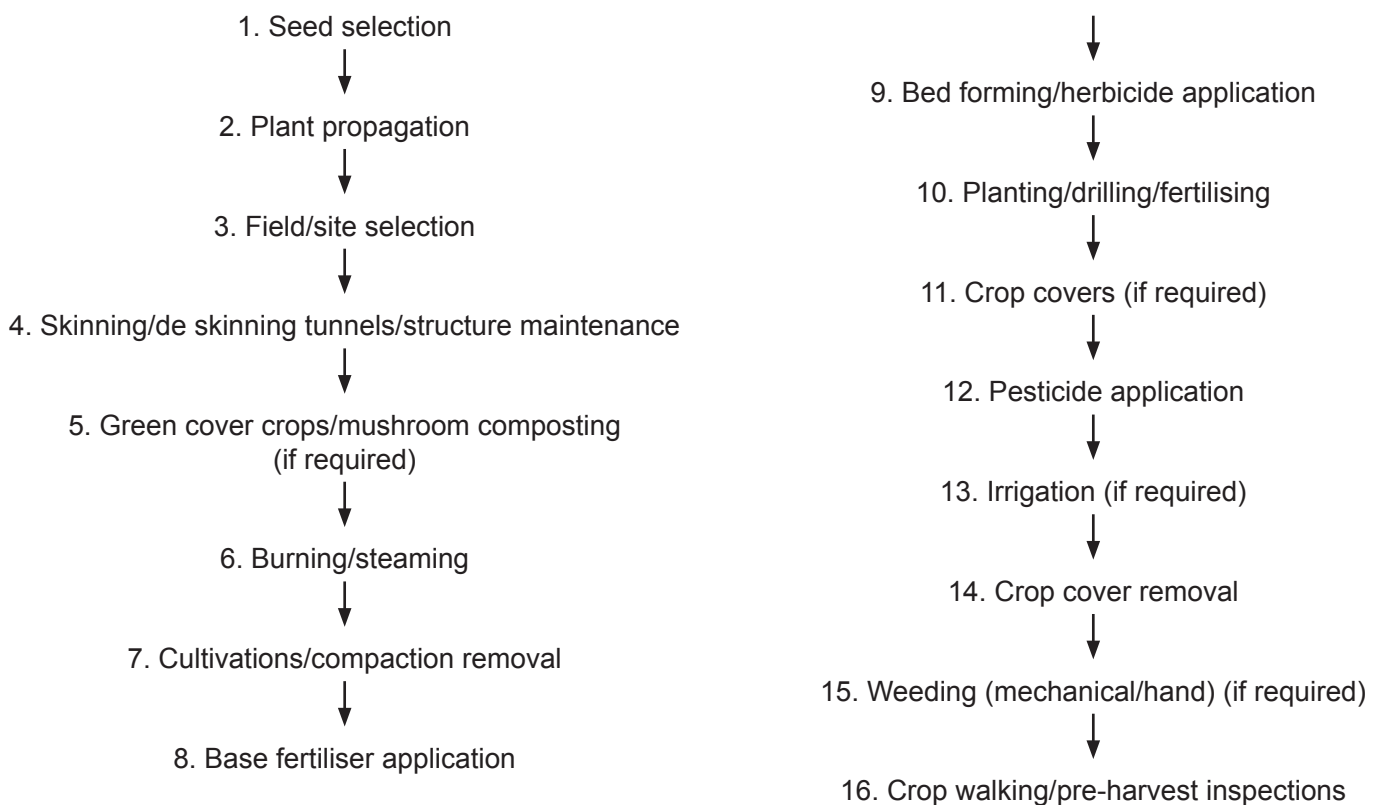 1. Seed selection
2. Plant propagation
3. Field/site selection
4. Skinning/de skinning tunnels/structure maintenance
5. Green cover crops/mushroom composting
(if required)
6. Burning/steaming
7. Cultivations/compaction removal
8. Base fertiliser application
9. Bed forming/herbicide application
10. Planting/drilling/fertilising
11. Crop covers (if required)
12. Pesticide application
13. Irrigation (if required)
14. Crop cover removal
15. Weeding (mechanical/hand) (if required)
16. Crop walking/pre-harvest inspections